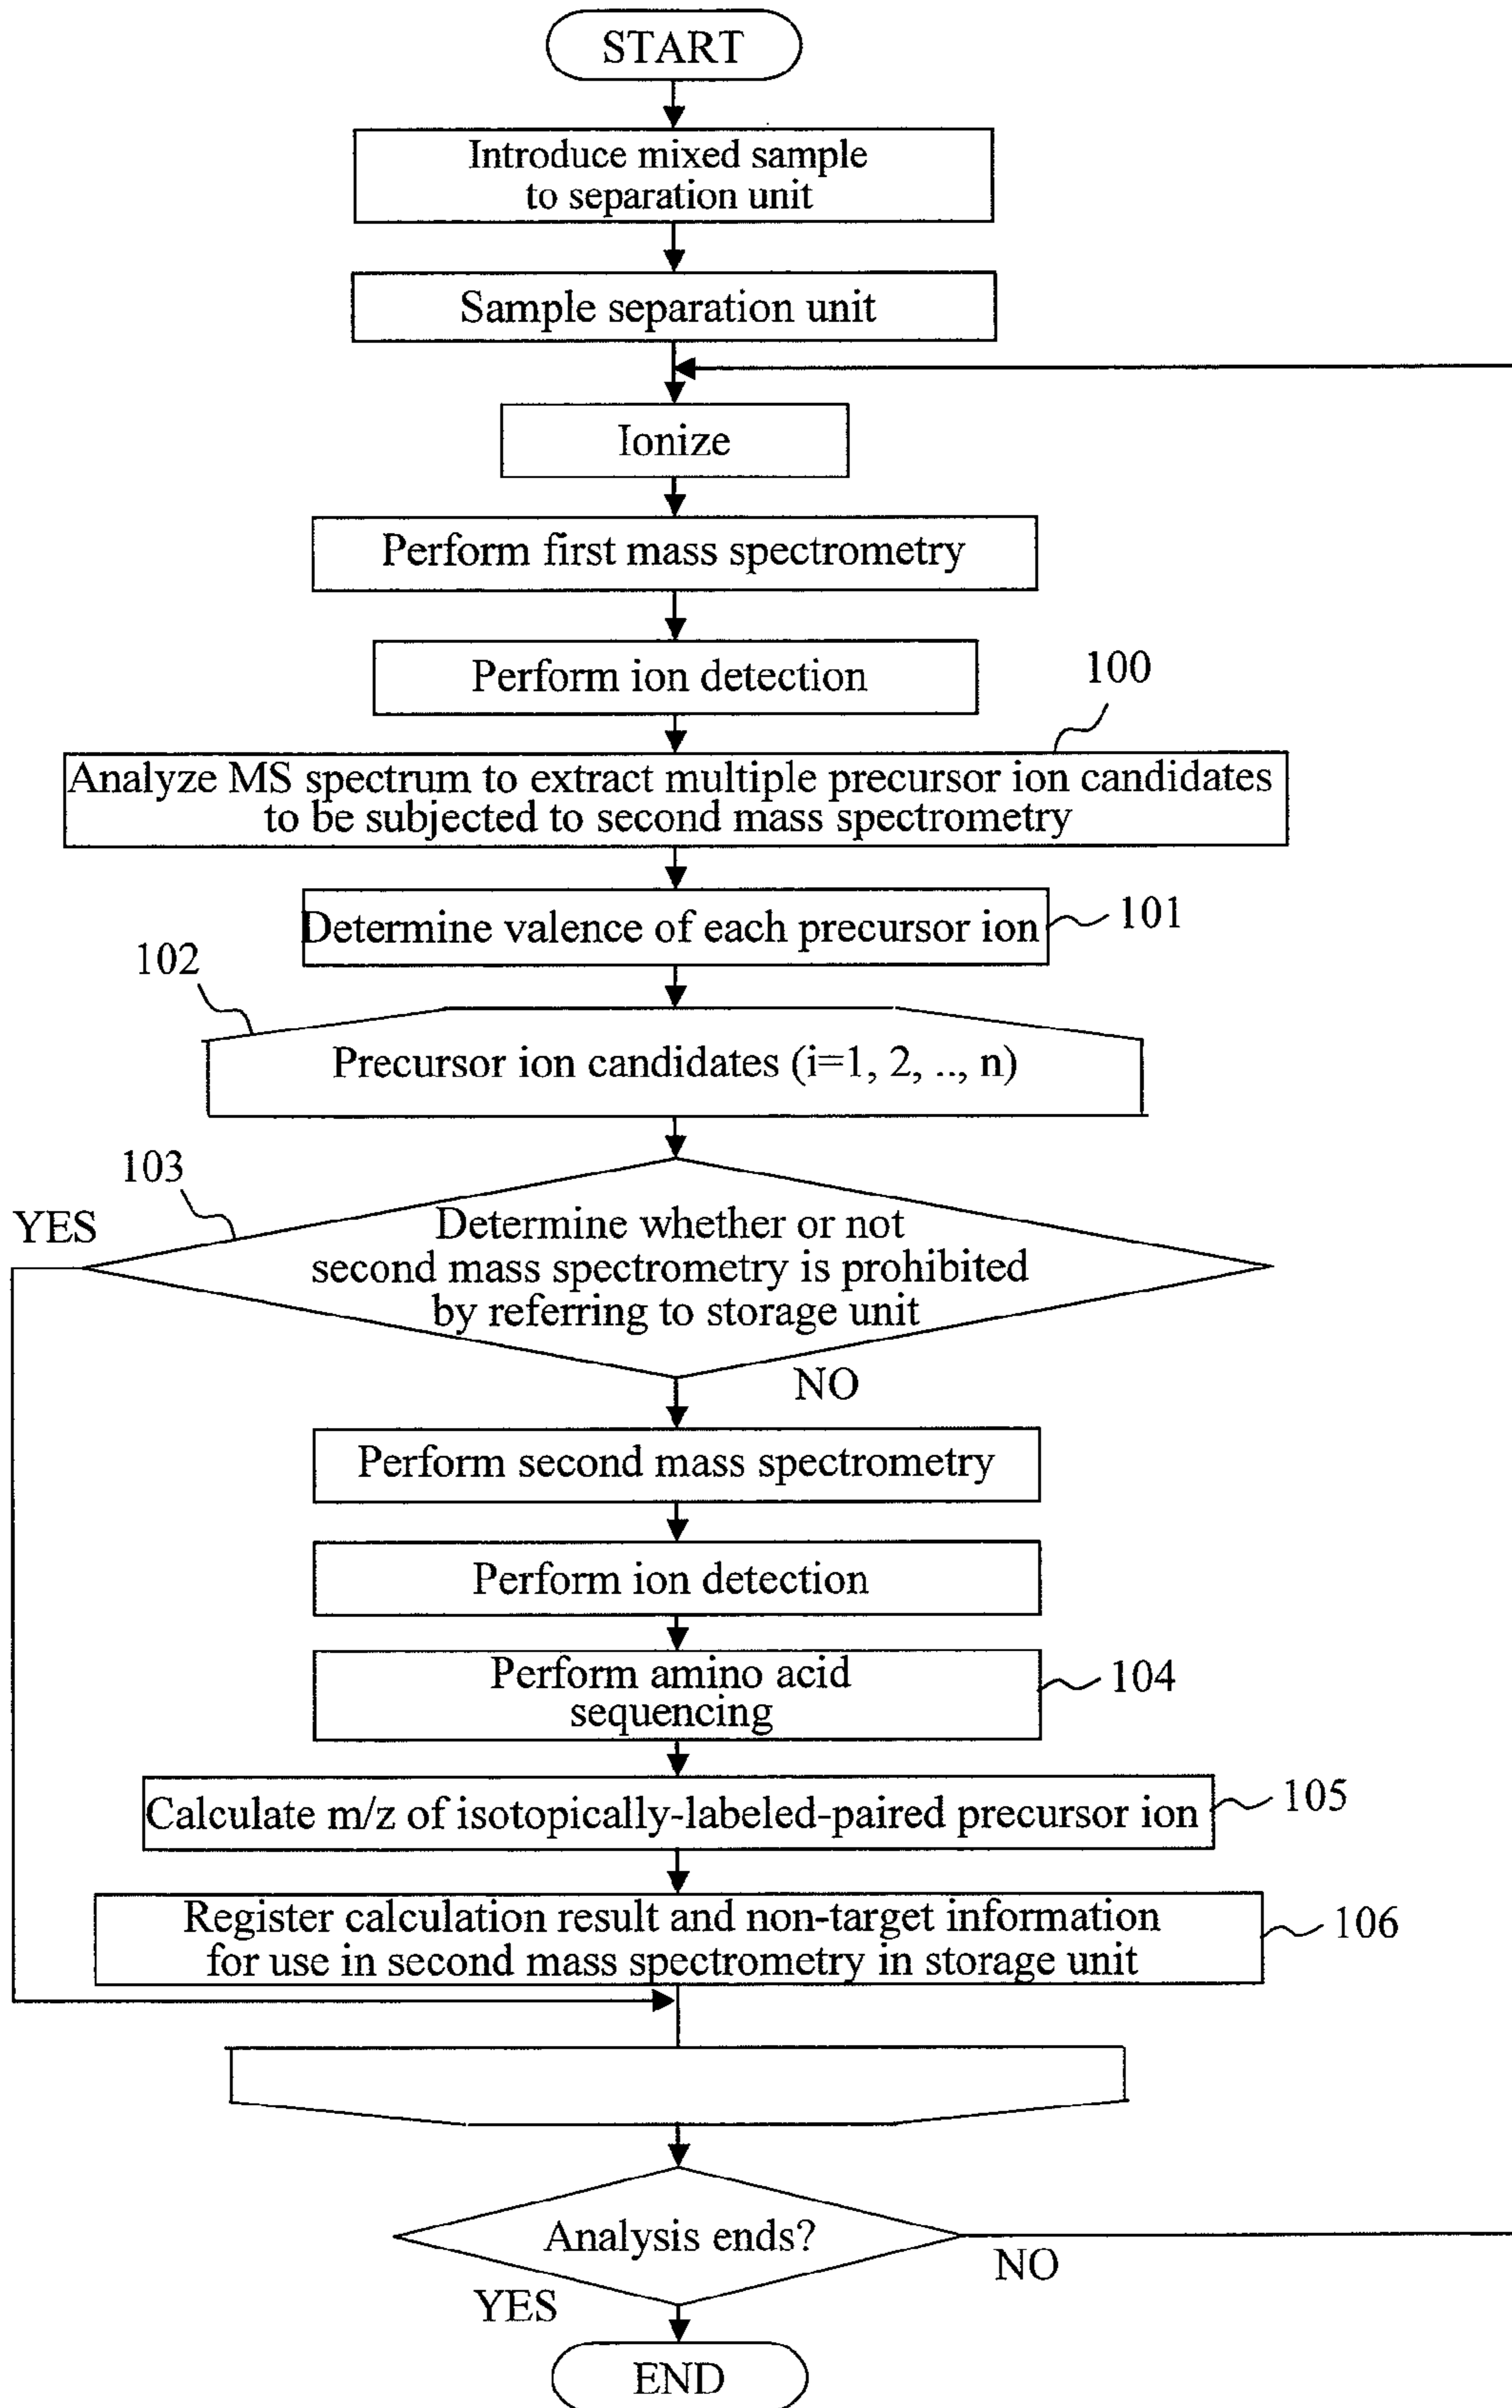 START
Introduce mixed sample
to separation unit
Sample separation unit
Ionize
Perform first mass spectrometry
Perform ion detection
100
Analyze MS spectrum to extract multiple precursor ion candidates
to be subjected to second mass spectrometry
Determine valence of each precursor ion
101
102
Precursor ion candidates (i=1, 2, .., n)
103
YES
Determine whether or not
second mass spectrometry is prohibited
by referring to storage unit
NO
Perform second mass spectrometry
Perform ion detection
Perform amino acid
sequencing
104
Calculate m/z of isotopically-labeled-paired precursor ion
105
Register calculation result and non-target information
for use in second mass spectrometry in storage unit
106
Analysis ends?
NO
YES
END